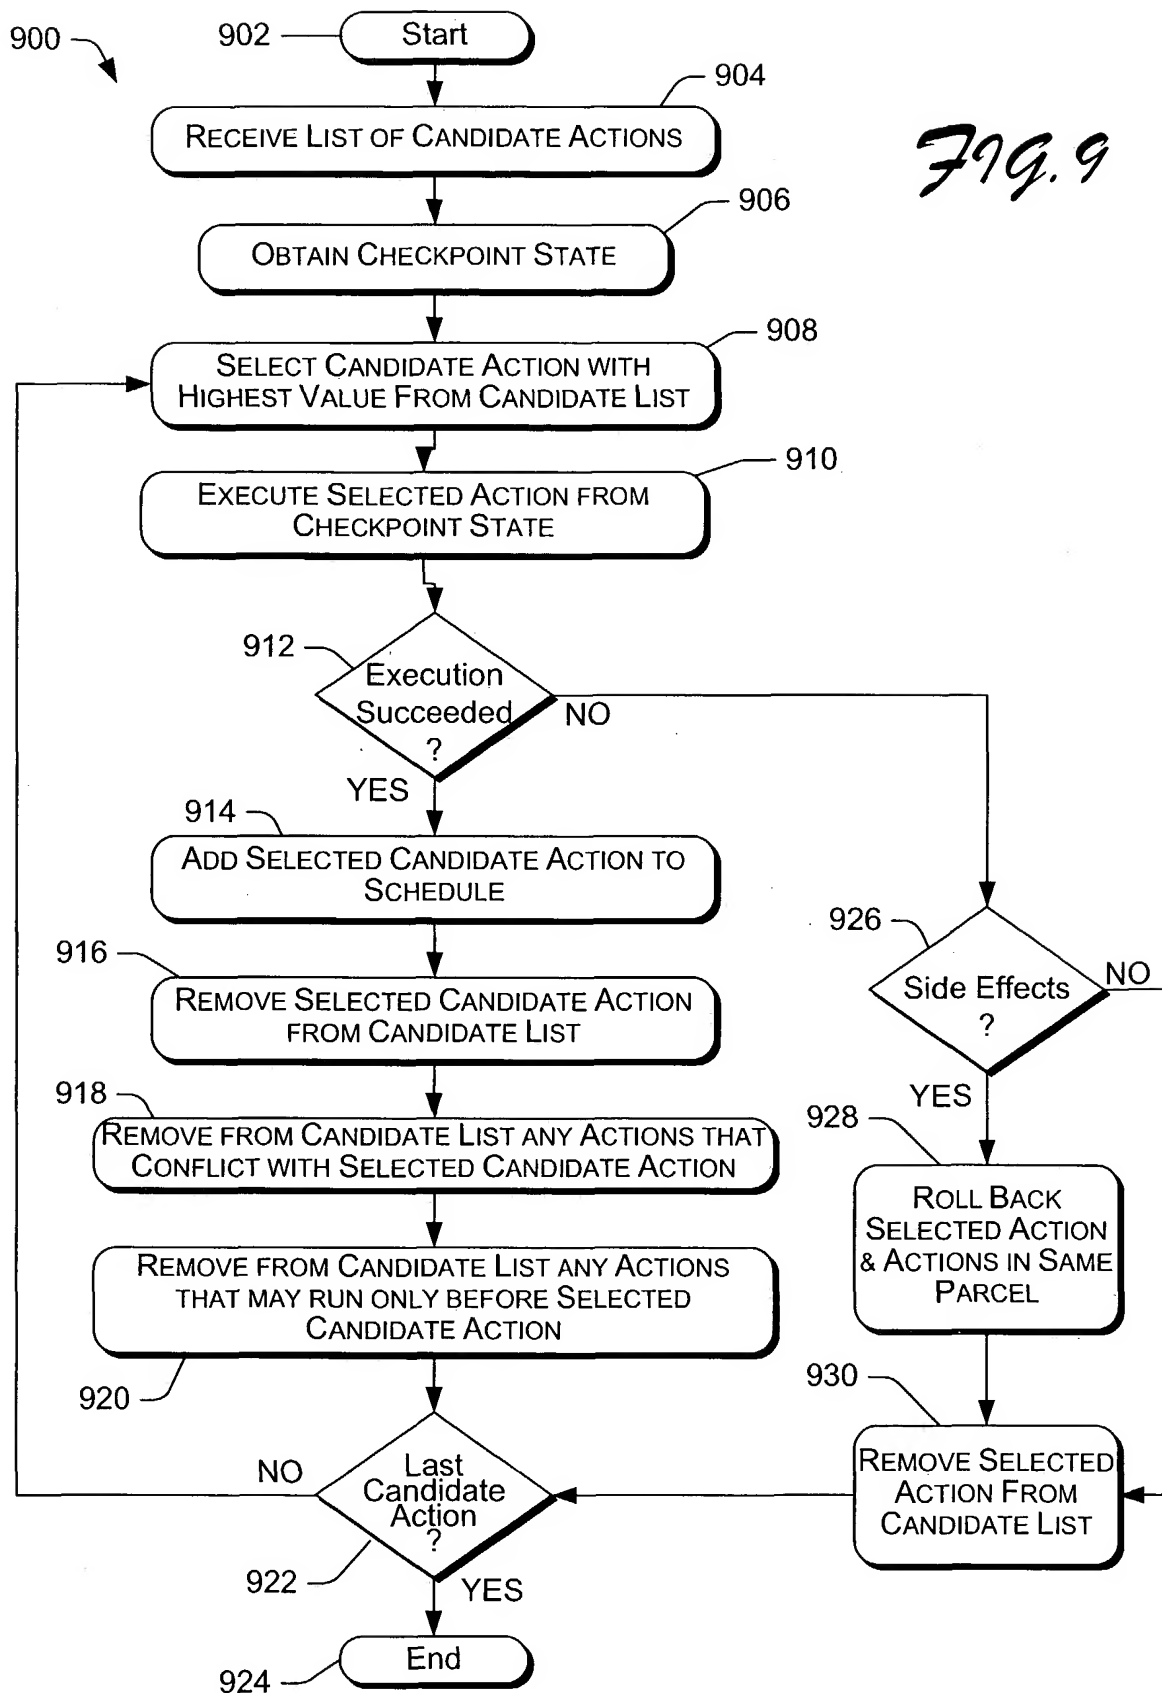 900
902
Start
904
RECEIVE LIST OF CANDIDATE ACTIONS
FIG. 9
906
OBTAIN CHECKPOINT STATE
908
SELECT CANDIDATE ACTION WITH
HIGHEST VALUE FROM CANDIDATE LIST
910
EXECUTE SELECTED ACTION FROM
CHECKPOINT STATE
912
Execution
Succeeded
?
NO
YES
914
ADD SELECTED CANDIDATE ACTION TO
SCHEDULE
916
REMOVE SELECTED CANDIDATE ACTION
FROM CANDIDATE LIST
918
REMOVE FROM CANDIDATE LIST ANY ACTIONS THAT
CONFLICT WITH SELECTED CANDIDATE ACTION
REMOVE FROM CANDIDATE LIST ANY ACTIONS
THAT MAY RUN ONLY BEFORE SELECTED
CANDIDATE ACTION
920
926
Side Effects
?
NO
YES
928
ROLL BACK
SELECTED ACTION
& ACTIONS IN SAME
PARCEL
930
REMOVE SELECTED
ACTION FROM
CANDIDATE LIST
NO
Last
Candidate
Action
?
922
YES
End
924